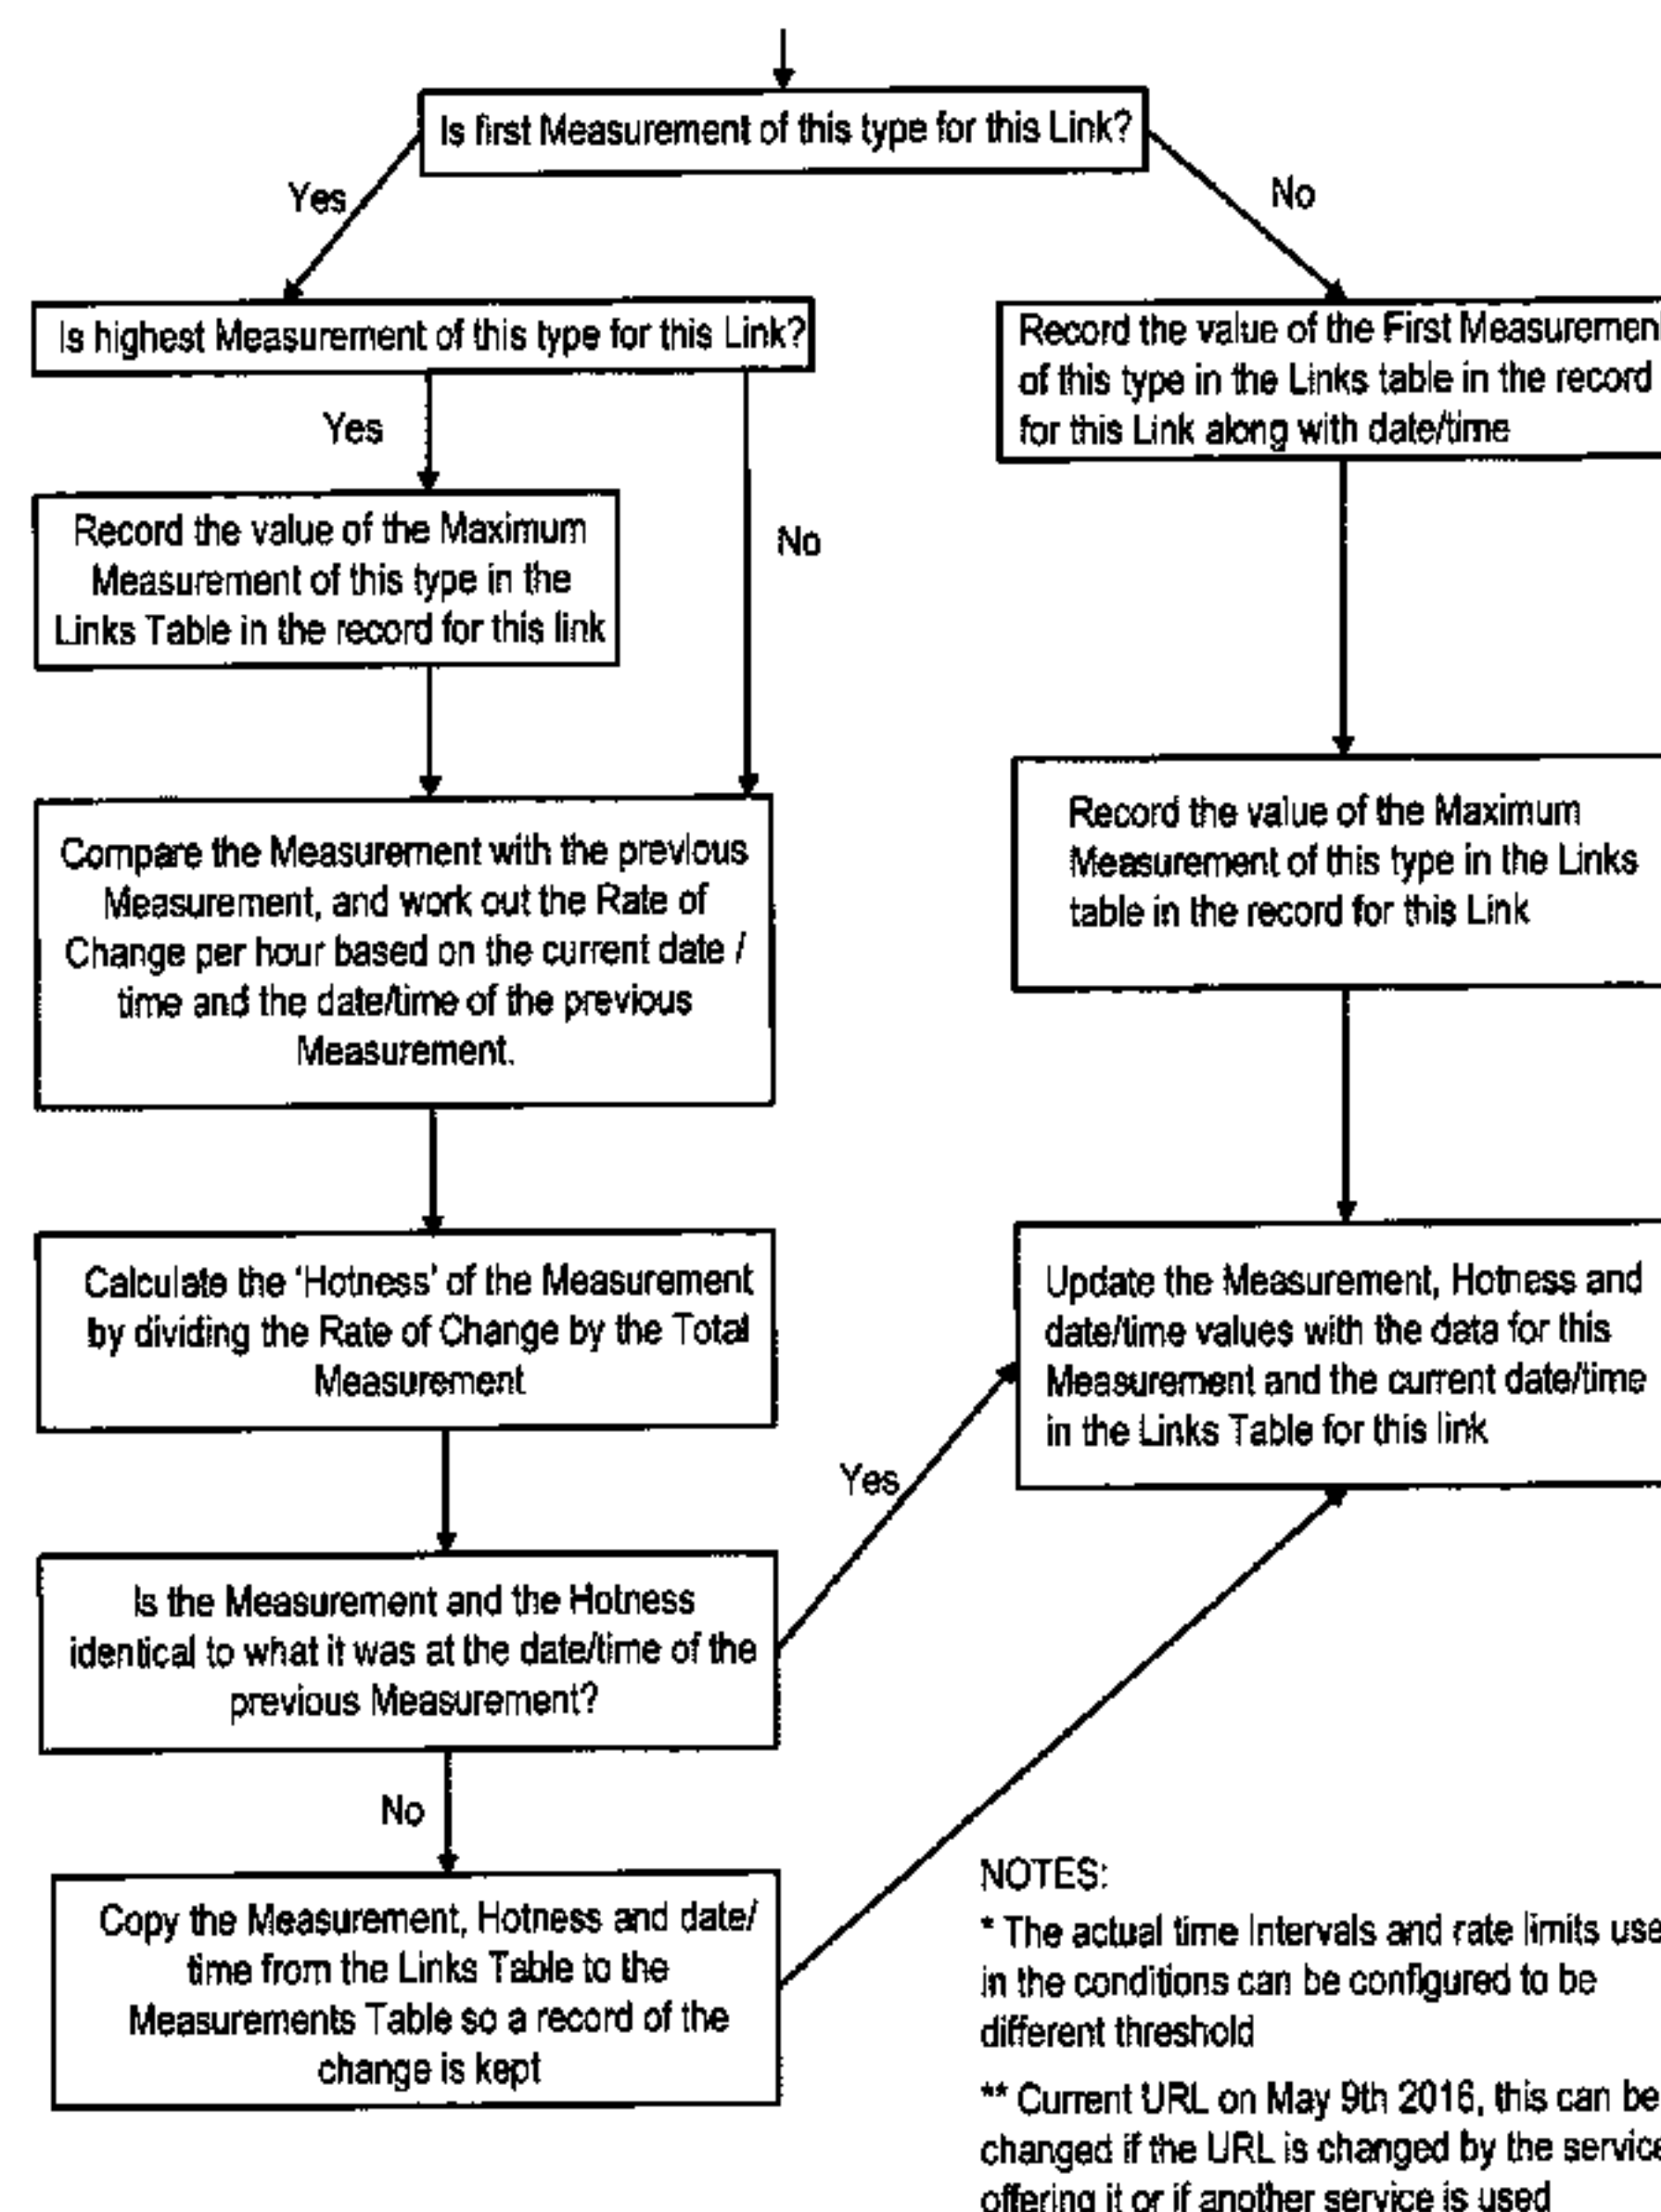 Is first Measurement of this type for this Link?
Yes
No
Is highest Measurement of this type for this Link?
Record the value of the First Measurement
of this type in the Links table in the record
for this Link along with date/time
Yes
No
Record the value of the Maximum
Measurement of this type in the
Links Table in the record for this link
Compare the Measurement with the previous
Measurement, and work out the Rate of
Change per hour based on the current date /
time and the date/time of the previous
Measurement.
Record the value of the Maximum
Measurement of this type in the Links
table in the record for this Link
Calculate the 'Hotness' of the Measurement
by dividing the Rate of Change by the Total
Measurement
Update the Measurement, Hotness and
date/time values with the data for this
Measurement and the current date/time
in the Links Table for this link
Yes
Is the Measurement and the Hotness
identical to what it was at the date/time of the
previous Measurement?
No
Copy the Measurement, Hotness and date/
time from the Links Table to the
Measurements Table so a record of the
change is kept
NOTES:
* The actual time Intervals and rate limits use
in the conditions can be configured to be
different threshold
** Current URL on May 9th 2016, this can be
changed if the URL is changed by the service
offering it or if another service is used